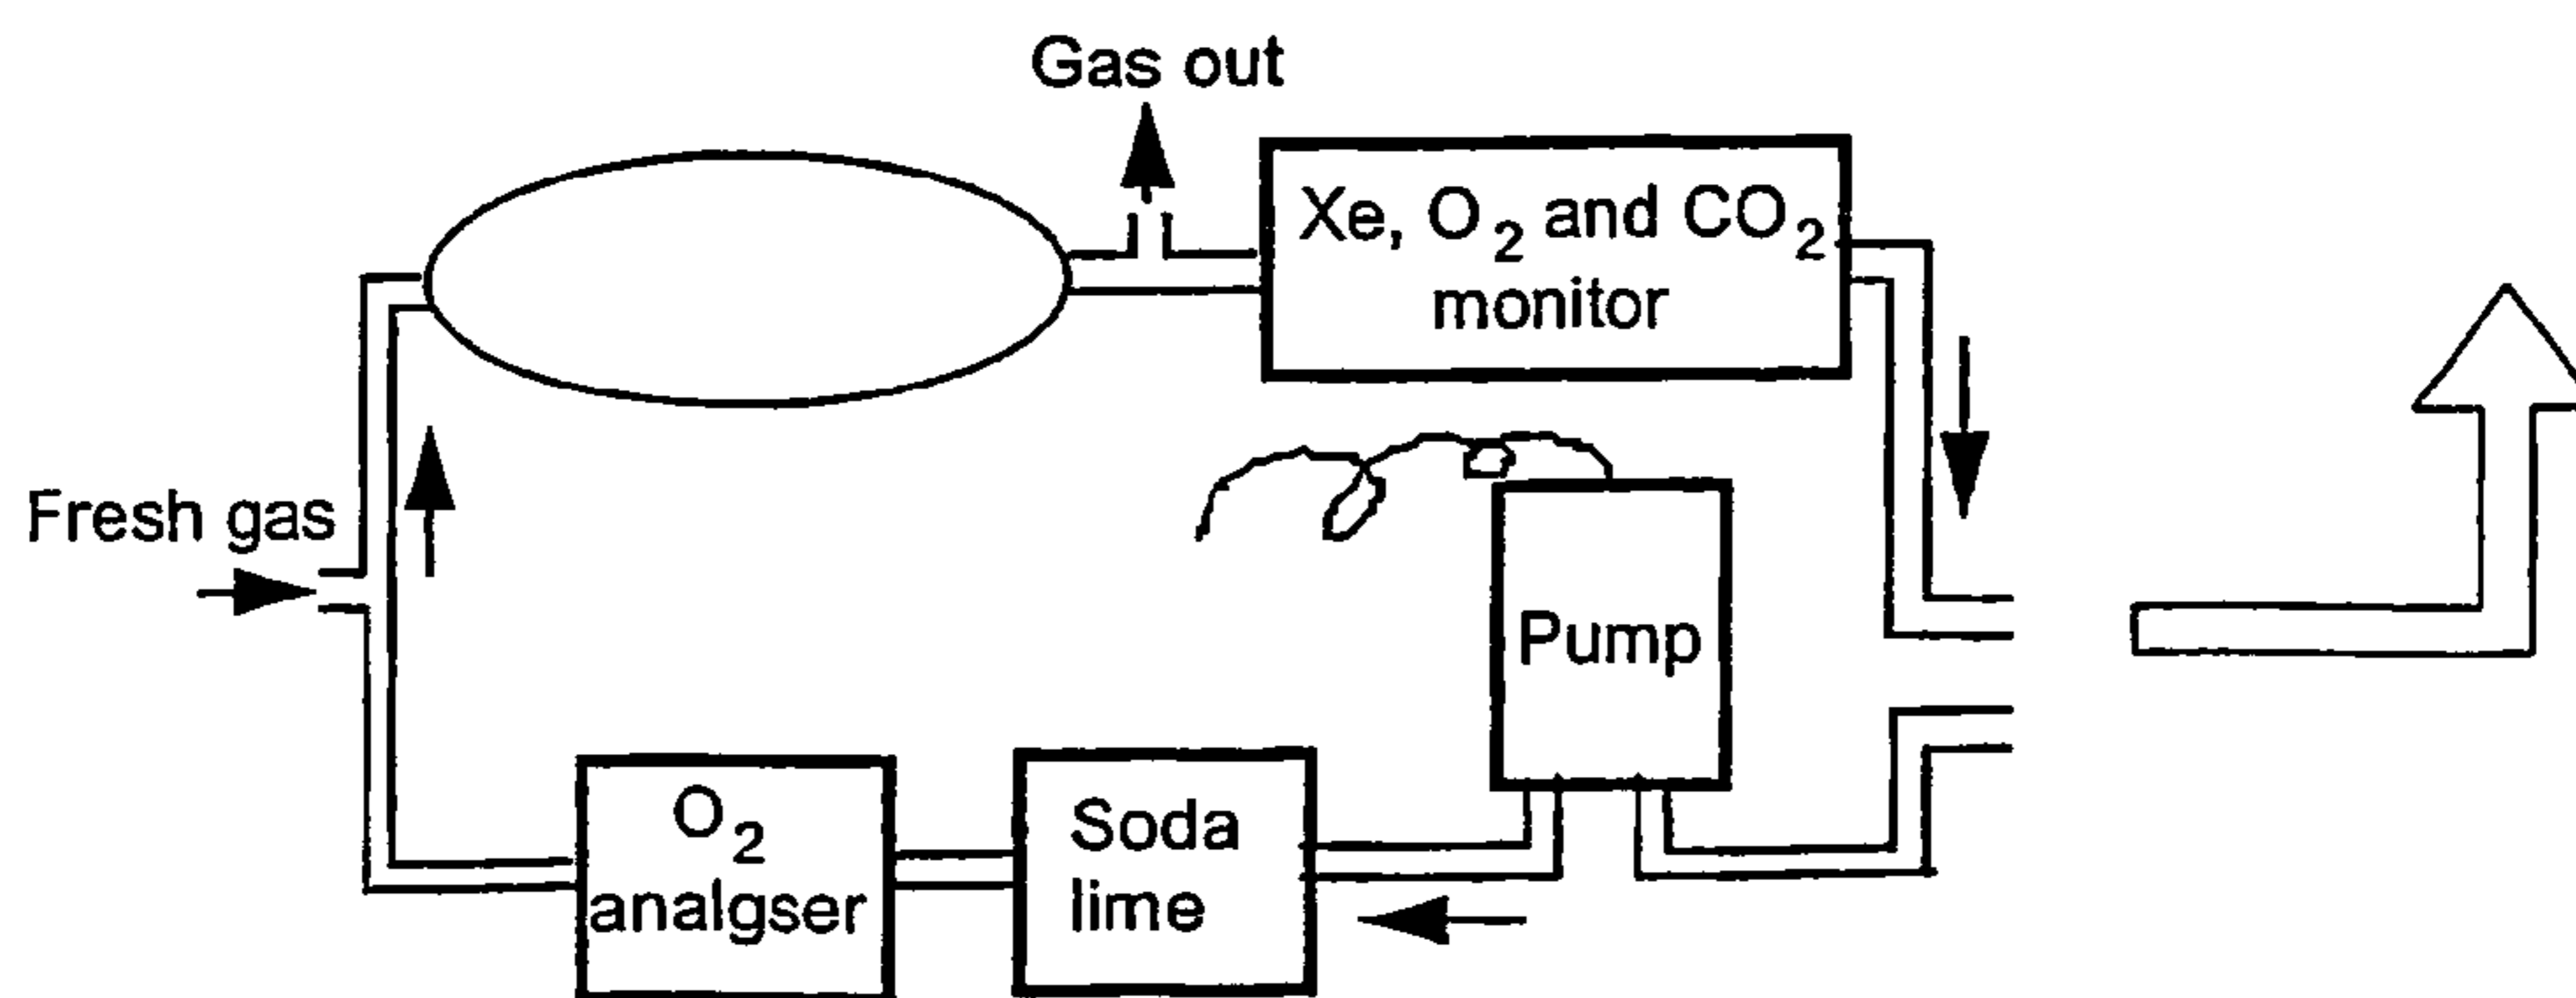 Gas out
Xe, O2 and CO2
monitor
Fresh gas
Pump
O2
analgser
Soda
lime